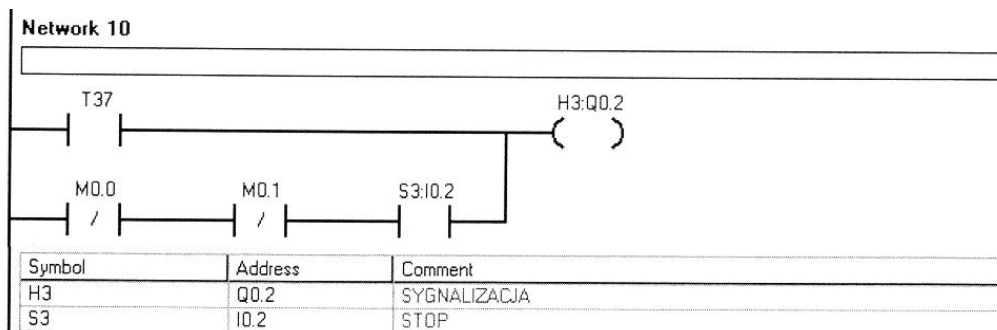 Network 10
T37
H3:Q0.2
M0.0 M0.1 S3:I0.2
/ /
Symbol Address Comment
H3 Q0.2 SYGNALIZACJA
S3 I0.2 STOP